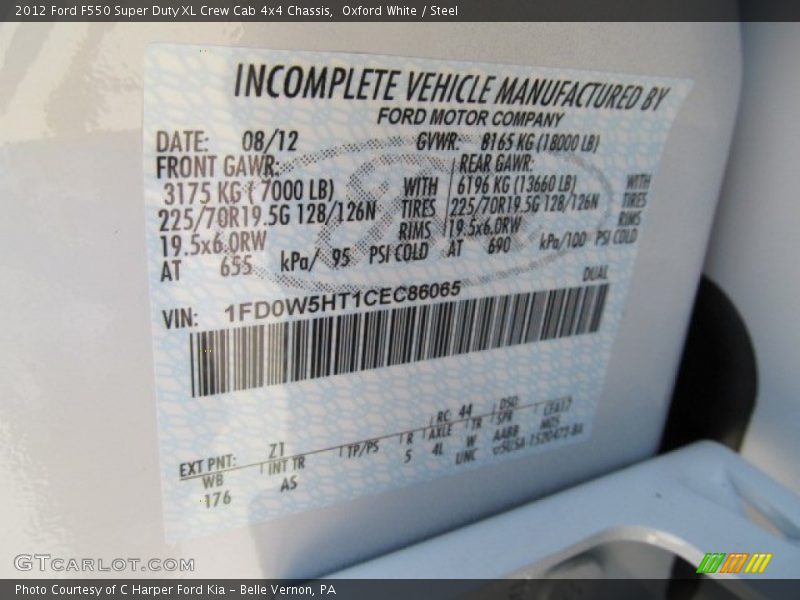 2012 Ford F550 Super Duty XL Crew Cab 4x4 Chassis,  Oxford White / Steel
INCOMPLETE VEHICLE MANUFACTURED BY
FORD MOTOR COMPANY
DATE: 08/12 GVWR: 8165 KG (18000 LB)
FRONT GAWR: REAR GAWR:
3175 KG ( 7000 LB) WITH 6196 KG (13660 LB) WITH
225/70R19.5G 128/126N TIRES 225/70R19.5G 128/126N TIRES
19.5x6.0RW RIMS 19.5x6.0RW RIMS
AT 655 kPa/ 95 PSI COLD AT 690 kPa/100 PSI COLD
DUAL
VIN: 1FD0W5HT1CEC86065
EXT PNT: Z1 RC: 44 DSO:
WB INT TR TP/PS R AXLE TR SPR
176 AS 5 4L W AABB
UNC
GTCARLOT.COM
Photo Courtesy of C Harper Ford Kia - Belle Vernon, PA